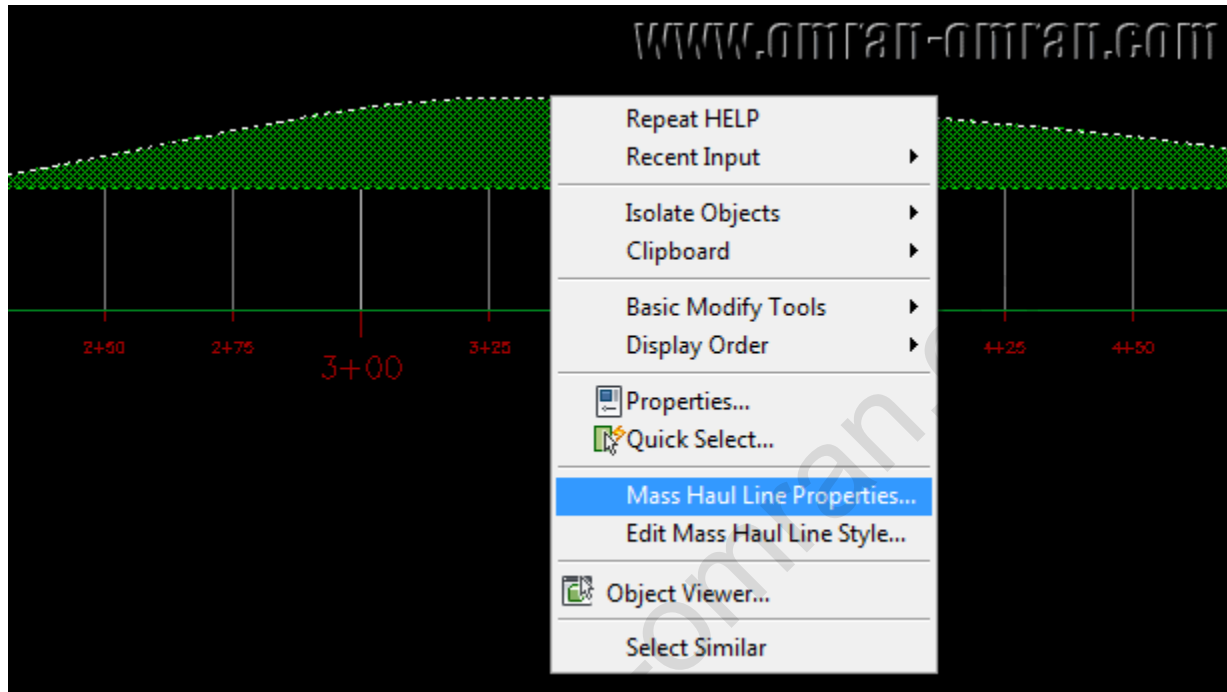 www.omran-omran.com
Repeat HELP
Recent Input
Isolate Objects
Clipboard
Basic Modify Tools
Display Order
2+50
2+75
3+00
3+25
4+25
4+50
Properties...
Quick Select...
Mass Haul Line Properties...
Edit Mass Haul Line Style...
Object Viewer...
Select Similar
omran.